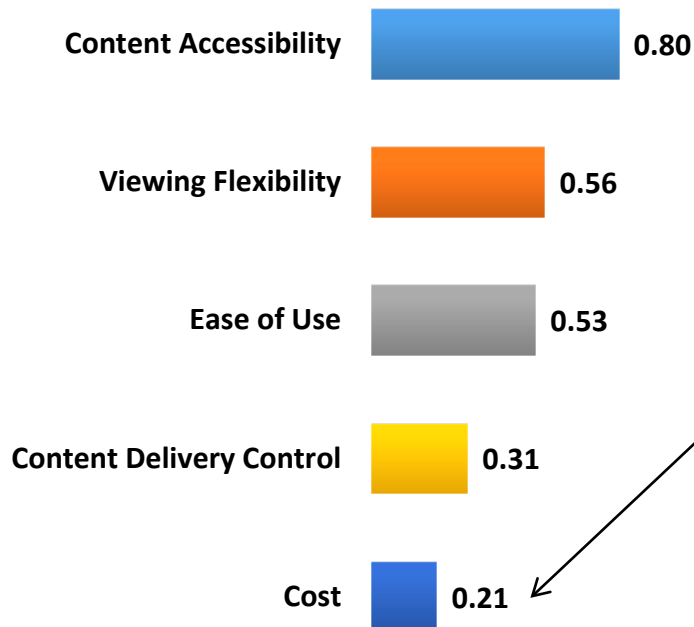 Content Accessibility 0.80
Viewing Flexibility 0.56
Ease of Use 0.53
Content Delivery Control 0.31
Cost 0.21